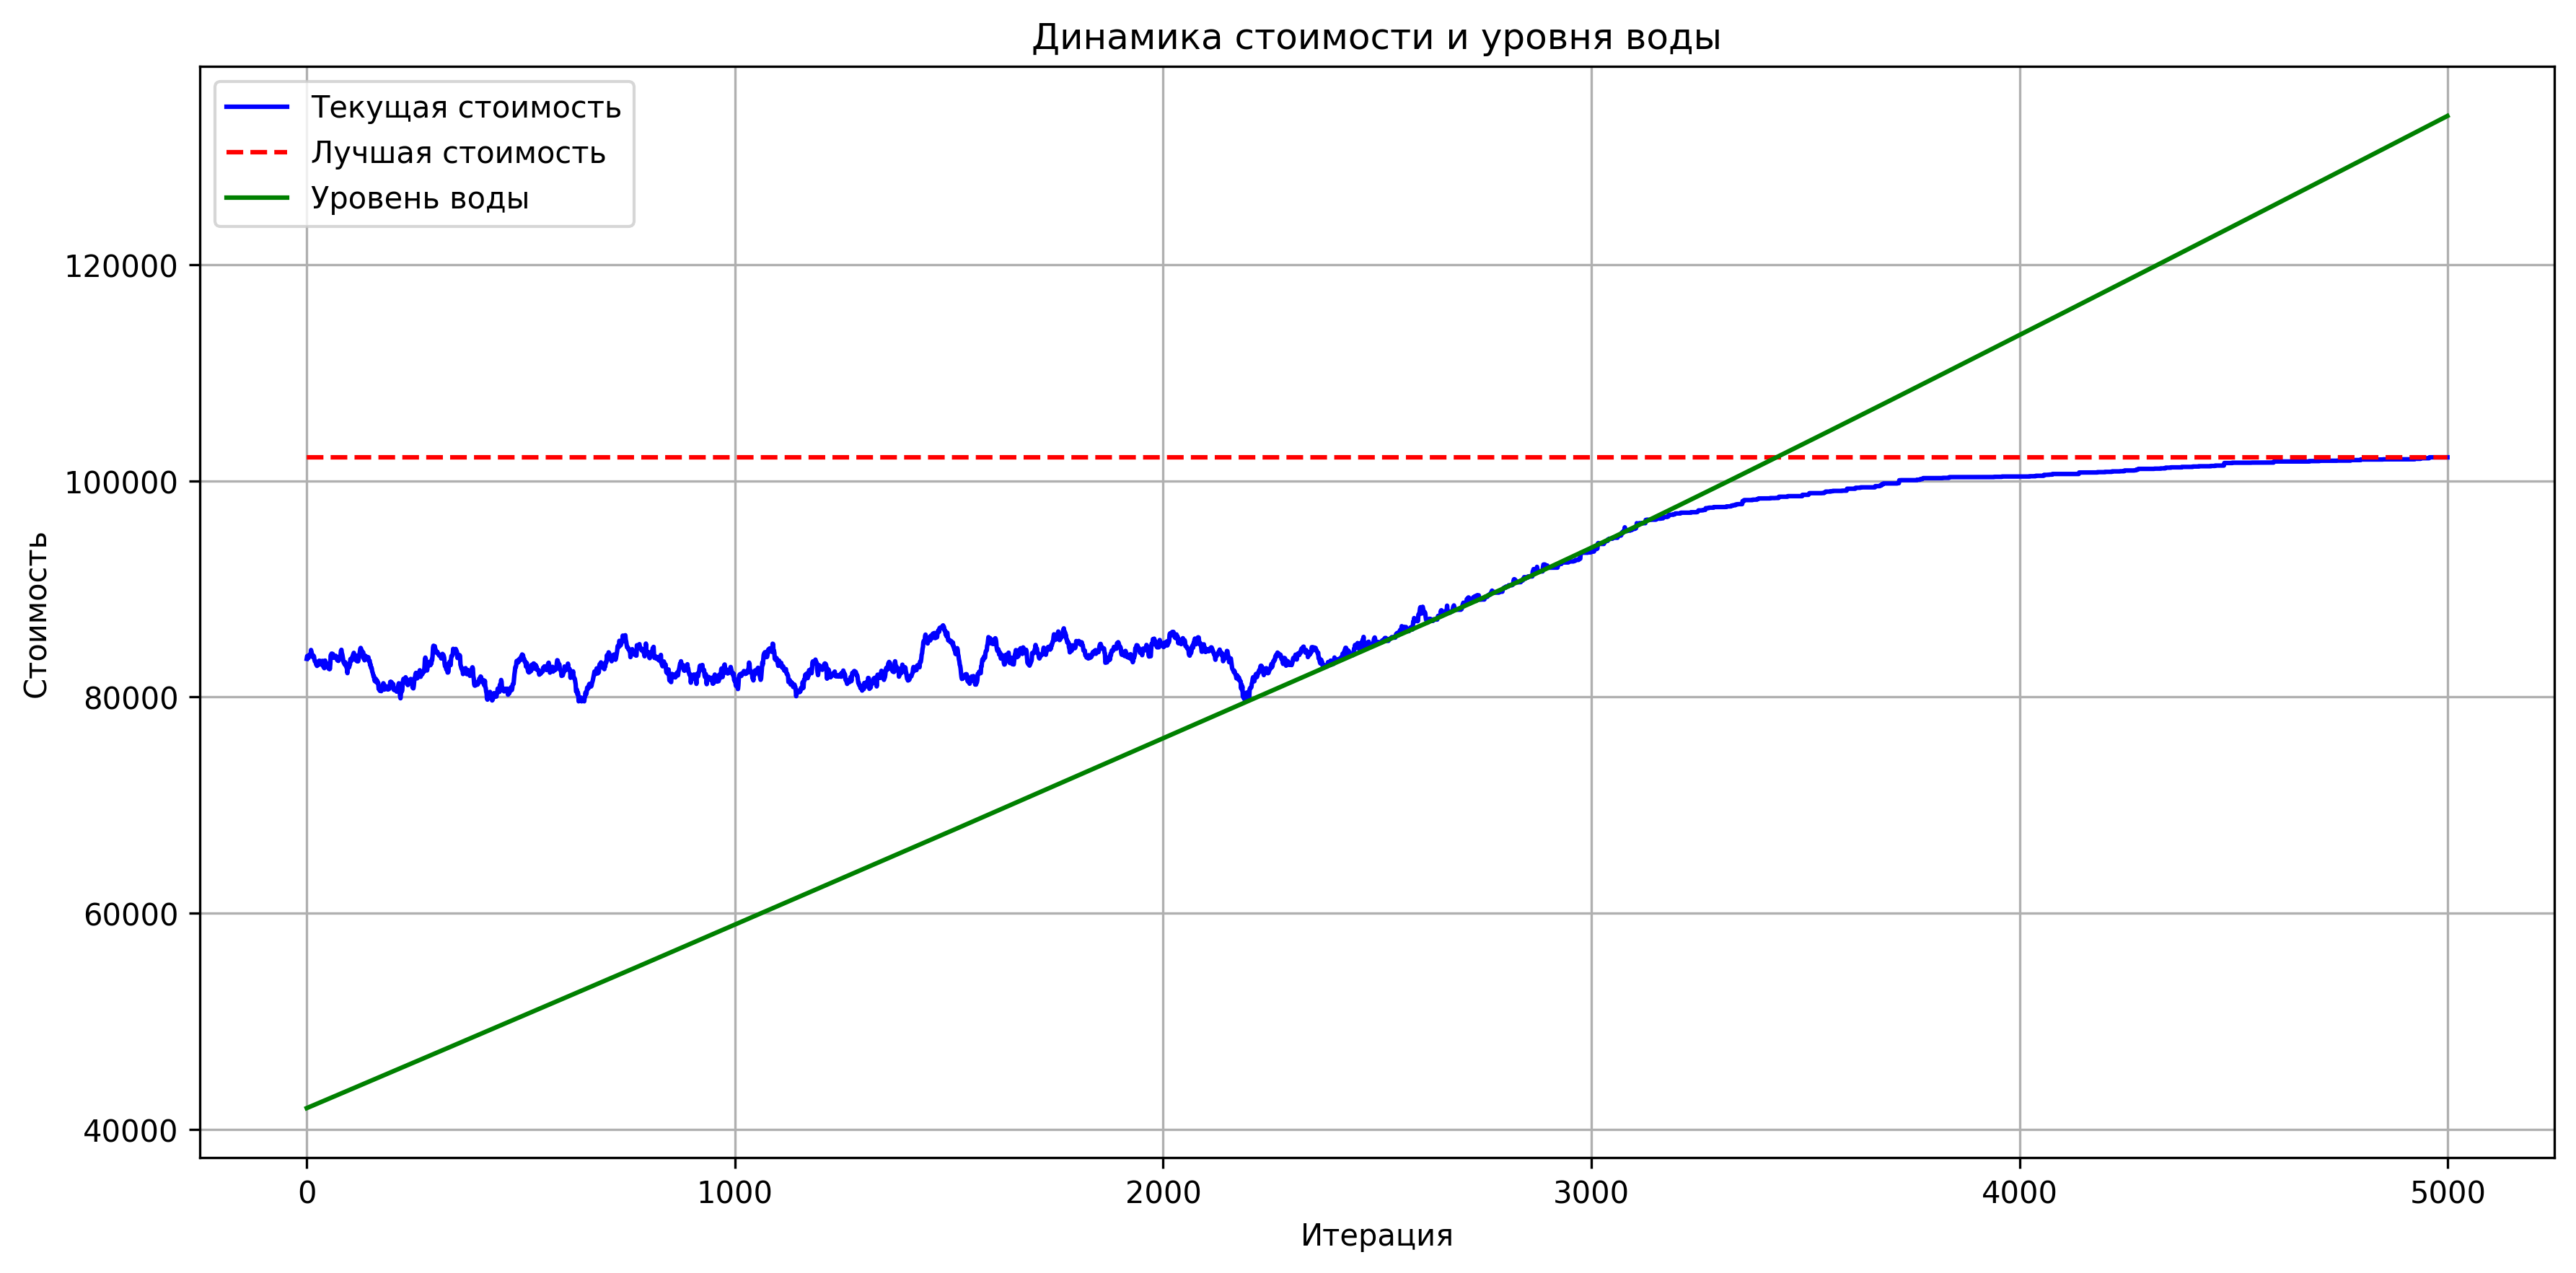 Динамика стоимости и уровня воды
Текущая стоимость
Лучшая стоимость
Уровень воды
Стоимость
120000
100000
80000
60000
40000
0 1000 2000 3000 4000 5000
Итерация